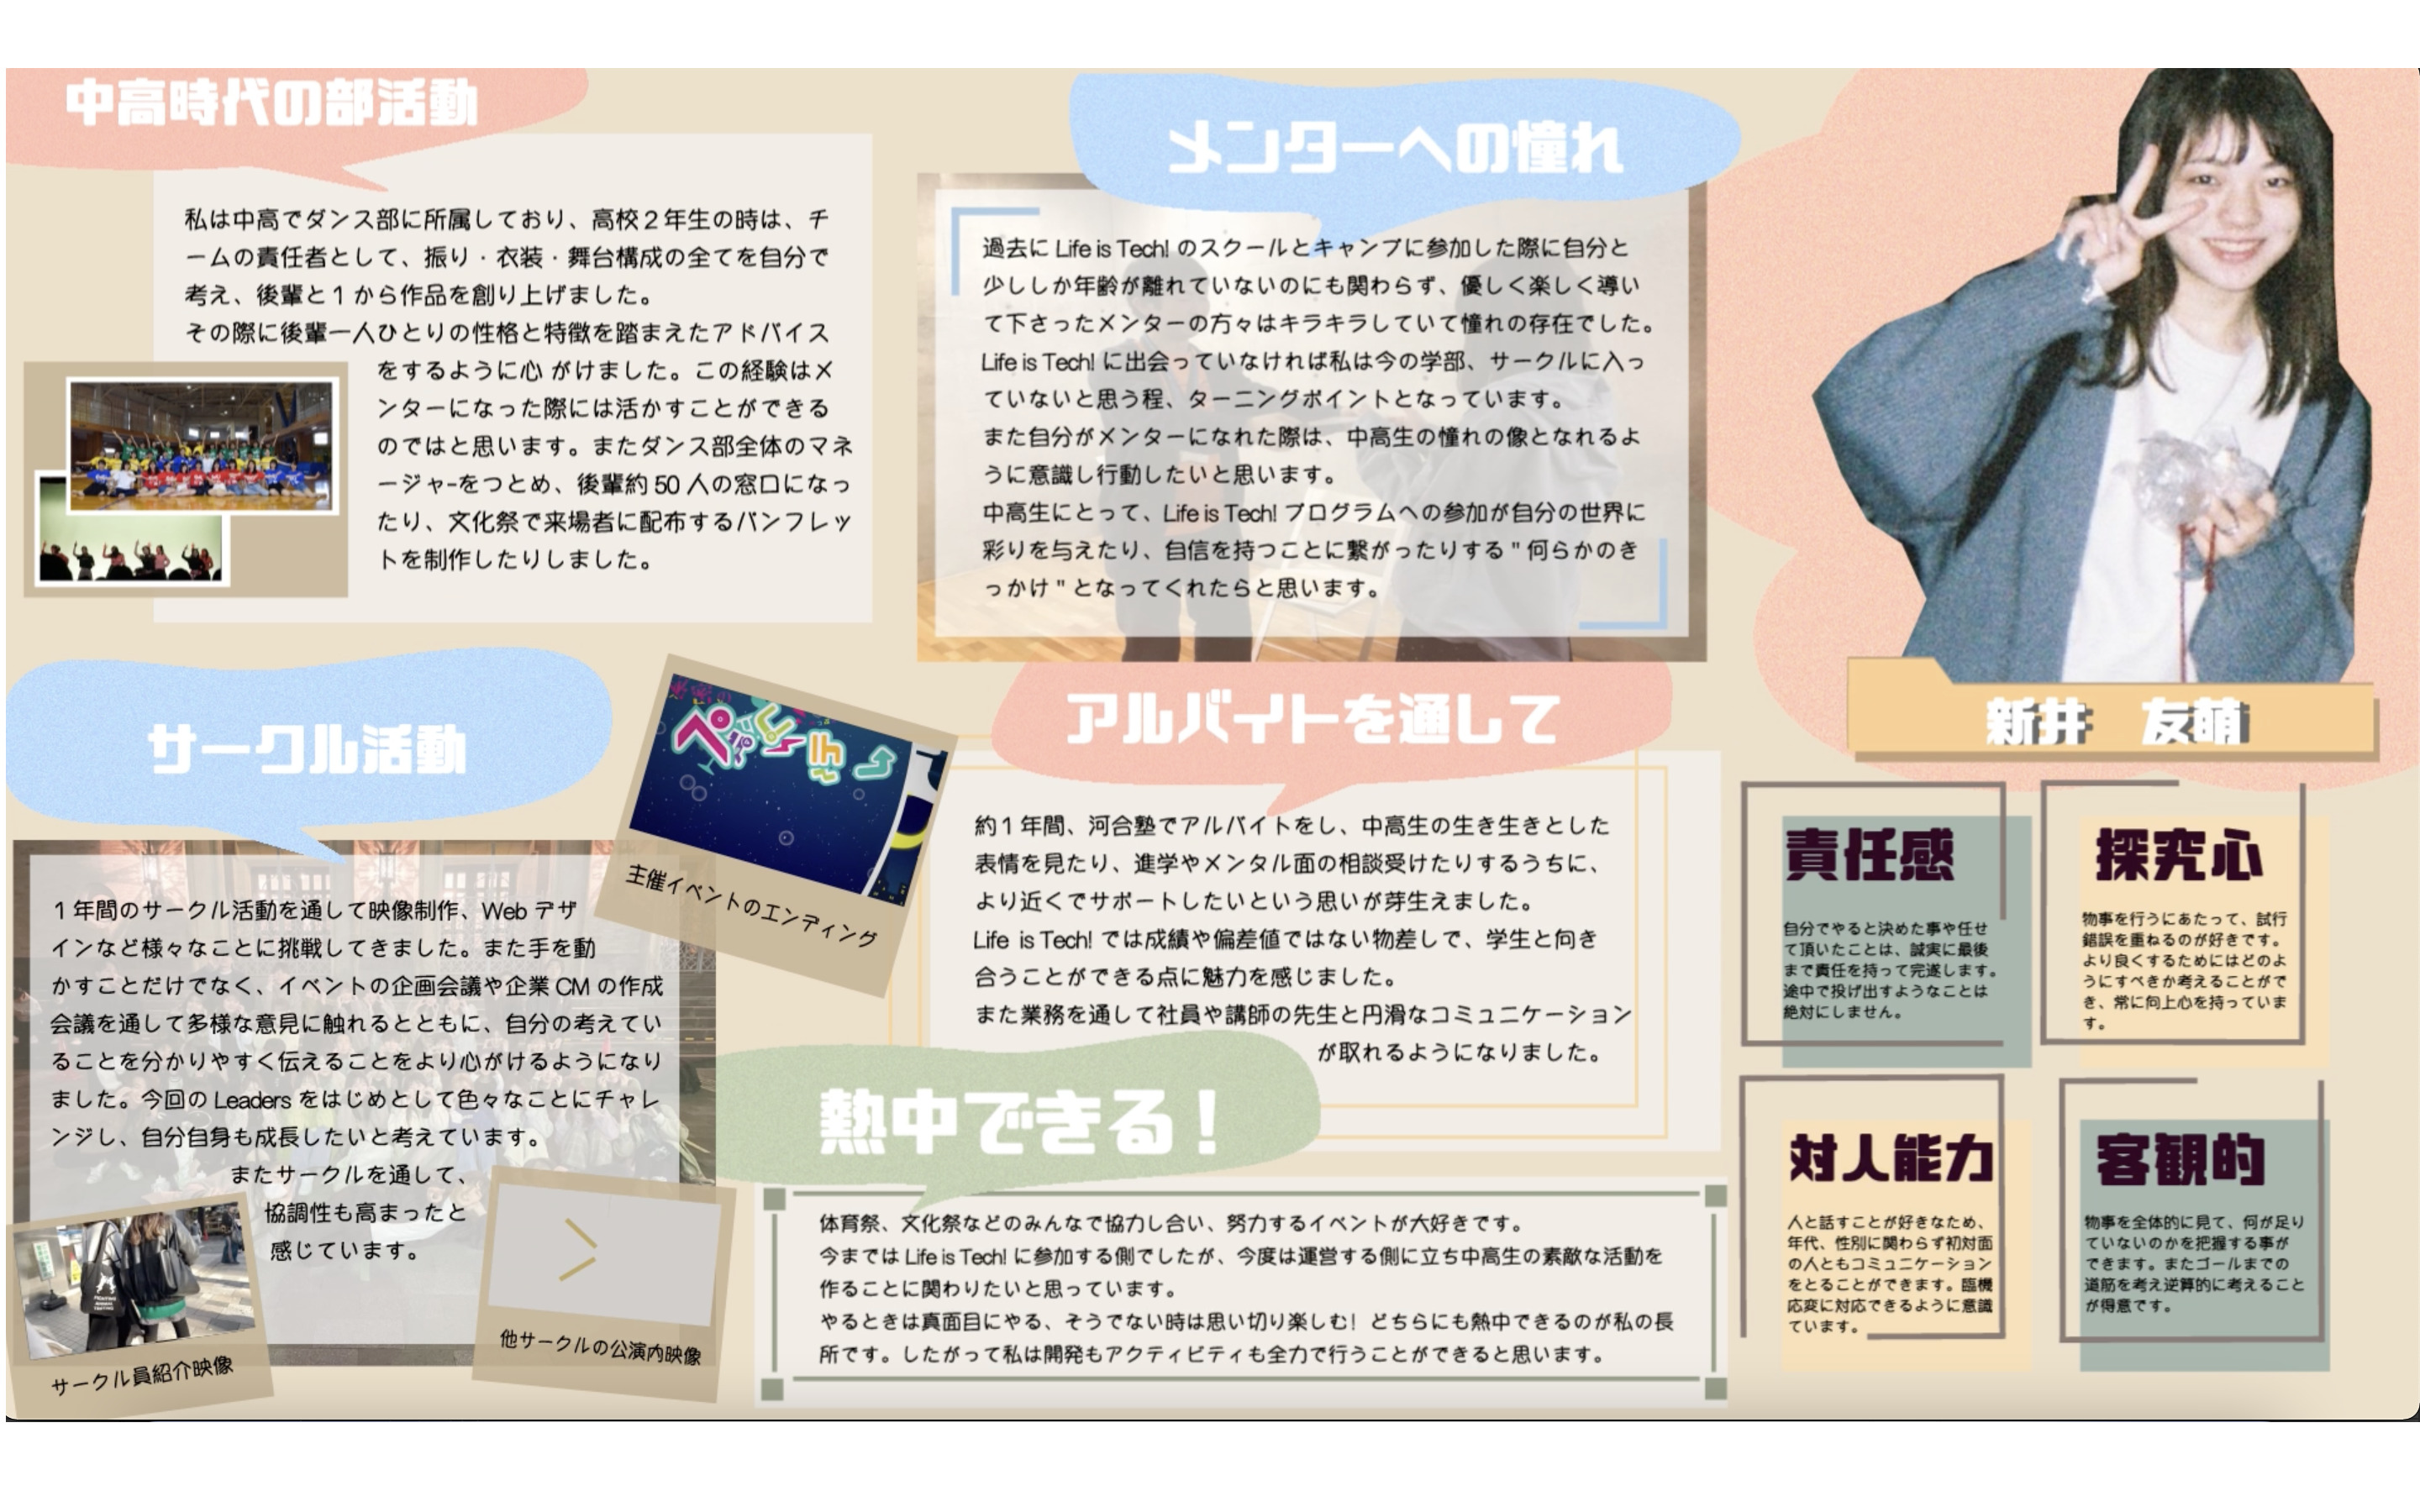 中高時代の部活動
私は中高でダンス部に所属しており、高校２年生の時は、チ
ームの責任者として、振り・衣装・舞台構成の全てを自分で
考え、後輩と１から作品を創り上げました。
その際に後輩一人ひとりの性格と特徴を踏まえたアドバイス
をするように心 がけました。この経験はメ
ンターになった際には活かすことができる
のではと思います。またダンス部全体のマネ
ージャ-をつとめ、後輩約 50 人の窓口になっ
たり、文化祭で来場者に配布するパンフレッ
トを制作したりしました。
メンターへの憧れ
過去に Life is Tech! のスクールとキャンプに参加した際に自分と
少ししか年齢が離れていないのにも関わらず、優しく楽しく導い
て下さったメンターの方々はキラキラしていて憧れの存在でした。
Life is Tech! に出会っていなければ私は今の学部、サークルに入っ
ていないと思う程、ターニングポイントとなっています。
また自分がメンターになれた際は、中高生の憧れの像となれるよ
うに意識し行動したいと思います。
中高生にとって、Life is Tech! プログラムへの参加が自分の世界に
彩りを与えたり、自信を持つことに繋がったりする " 何らかのき
っかけ " となってくれたらと思います。
新井　友萌
サークル活動
１年間のサークル活動を通して映像制作、Web デザ
インなど様々なことに挑戦してきました。また手を動
かすことだけでなく、イベントの企画会議や企業 CM の作成
会議を通して多様な意見に触れるとともに、自分の考えてい
ることを分かりやすく伝えることをより心がけるようになり
ました。今回の Leaders をはじめとして色々なことにチャレ
ンジし、自分自身も成長したいと考えています。
またサークルを通して、
協調性も高まったと
感じています。
主催イベントのエンディング
サークル員紹介映像
他サークルの公演内映像
アルバイトを通して
約１年間、河合塾でアルバイトをし、中高生の生き生きとした
表情を見たり、進学やメンタル面の相談受けたりするうちに、
より近くでサポートしたいという思いが芽生えました。
Life is Tech! では成績や偏差値ではない物差しで、学生と向き
合うことができる点に魅力を感じました。
また業務を通して社員や講師の先生と円滑なコミュニケーション
が取れるようになりました。
熱中できる！
体育祭、文化祭などのみんなで協力し合い、努力するイベントが大好きです。
今までは Life is Tech! に参加する側でしたが、今度は運営する側に立ち中高生の素敵な活動を
作ることに関わりたいと思っています。
やるときは真面目にやる、そうでない時は思い切り楽しむ！どちらにも熱中できるのが私の長
所です。したがって私は開発もアクティビティも全力で行うことができると思います。
責任感
自分でやると決めた事や任せ
て頂いたことは、誠実に最後
まで責任を持って完遂します。
途中で投げ出すようなことは
絶対にしません。
探究心
物事を行うにあたって、試行
錯誤を重ねるのが好きです。
より良くするためにはどのよ
うにすべきか考えることがで
き、常に向上心を持っていま
す。
対人能力
人と話すことが好きなため、
年代、性別に関わらず初対面
の人ともコミュニケーション
をとることができます。臨機
応変に対応できるように意識
ています。
客観的
物事を全体的に見て、何が足り
ていないのかを把握する事が
できます。またゴールまでの
道筋を考え逆算的に考えること
が得意です。